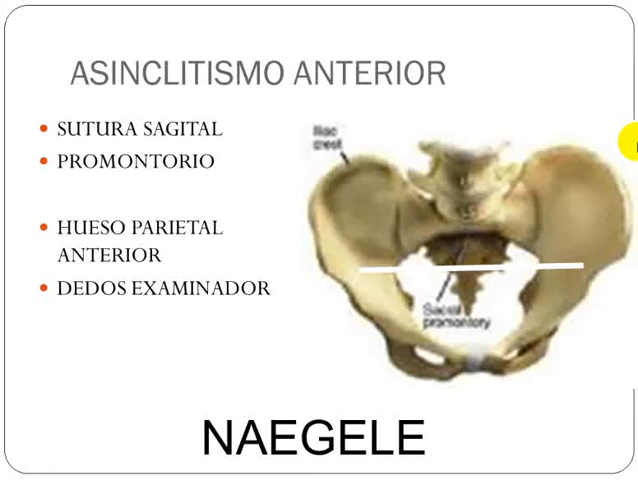 ASINCLITISMO ANTERIOR
• SUTURA SAGITAL
• PROMONTORIO
• HUESO PARIETAL
ANTERIOR
• DEDOS EXAMINADOR
Iliac
crest
Sacral
promontory
NAEGELE